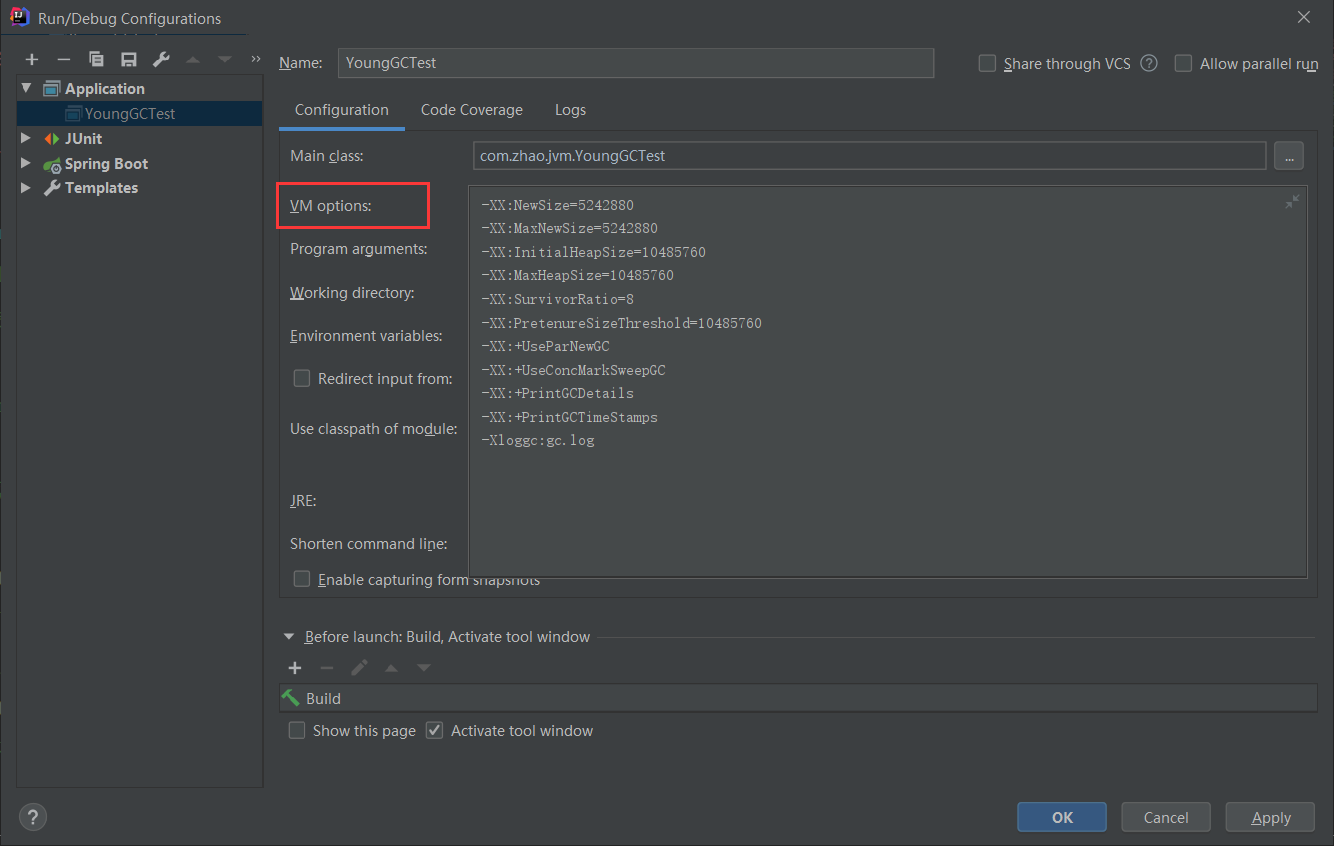 Run/Debug Configurations
Name: YoungGCTest Share through VCS ? Allow parallel run
Application
YoungGCTest
JUnit
Spring Boot
Templates
Configuration Code Coverage Logs
Main class: com.zhao.jvm.YoungGCTest ...
VM options:
-XX:NewSize=5242880
-XX:MaxNewSize=5242880
-XX:InitialHeapSize=10485760
-XX:MaxHeapSize=10485760
-XX:SurvivorRatio=8
-XX:PretenureSizeThreshold=10485760
-XX:+UseParNewGC
-XX:+UseConcMarkSweepGC
-XX:+PrintGCDetails
-XX:+PrintGCTimeStamps
-Xloggc:gc.log
Program arguments:
Working directory:
Environment variables:
Redirect input from:
Use classpath of module:
JRE:
Shorten command line:
Enable capturing form snapshots
Before launch: Build, Activate tool window
Build
Show this page Activate tool window
? OK Cancel Apply